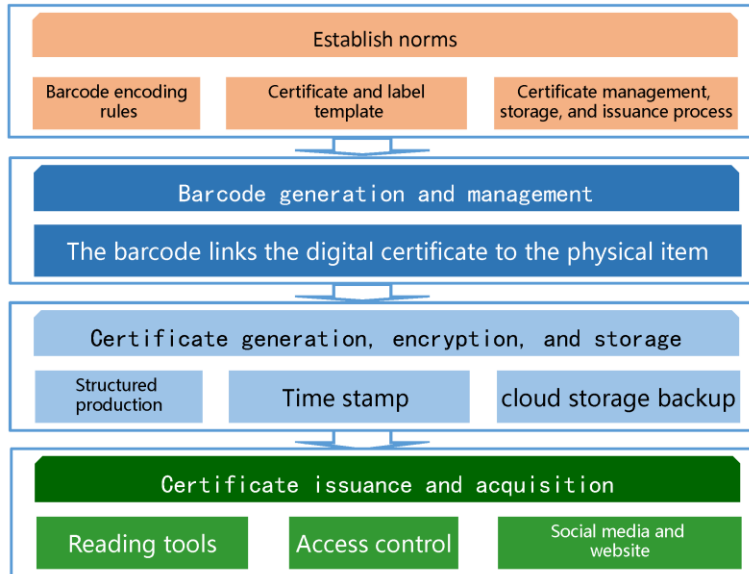 Establish norms
Barcode encoding
rules
Certificate and label
template
Certificate management,
storage, and issuance process
Barcode generation and management
The barcode links the digital certificate to the physical item
Certificate generation, encryption, and storage
Structured
production
Time stamp
cloud storage backup
Certificate issuance and acquisition
Reading tools
Access control
Social media and
website